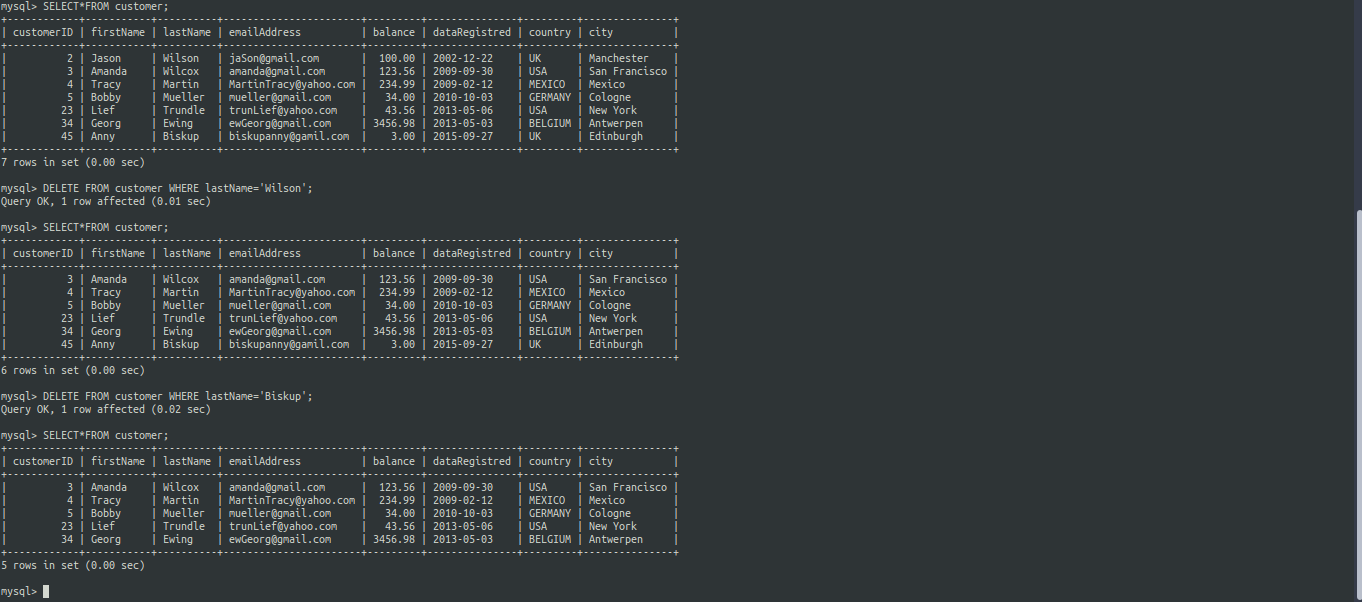 mysql> SELECT*FROM customer;
+------------+-----------+----------+-----------------------+---------+---------------+---------+---------------+
| customerID | firstName | lastName | emailAddress          | balance | dataRegistred | country | city          |
+------------+-----------+----------+-----------------------+---------+---------------+---------+---------------+
|          2 | Jason     | Wilson   | jaSon@gmail.com       |  100.00 | 2002-12-22    | UK      | Manchester    |
|          3 | Amanda    | Wilcox   | amanda@gmail.com      |  123.56 | 2009-09-30    | USA     | San Francisco |
|          4 | Tracy     | Martin   | MartinTracy@yahoo.com |  234.99 | 2009-02-12    | MEXICO  | Mexico        |
|          5 | Bobby     | Mueller  | mueller@gmail.com     |   34.00 | 2010-10-03    | GERMANY | Cologne       |
|         23 | Lief      | Trundle  | trunLief@yahoo.com    |   43.56 | 2013-05-06    | USA     | New York      |
|         34 | Georg     | Ewing    | ewGeorg@gmail.com     | 3456.98 | 2013-05-03    | BELGIUM | Antwerpen     |
|         45 | Anny      | Biskup   | biskupanny@gamil.com  |    3.00 | 2015-09-27    | UK      | Edinburgh     |
+------------+-----------+----------+-----------------------+---------+---------------+---------+---------------+
7 rows in set (0.00 sec)

mysql> DELETE FROM customer WHERE lastName='Wilson';
Query OK, 1 row affected (0.01 sec)

mysql> SELECT*FROM customer;
+------------+-----------+----------+-----------------------+---------+---------------+---------+---------------+
| customerID | firstName | lastName | emailAddress          | balance | dataRegistred | country | city          |
+------------+-----------+----------+-----------------------+---------+---------------+---------+---------------+
|          3 | Amanda    | Wilcox   | amanda@gmail.com      |  123.56 | 2009-09-30    | USA     | San Francisco |
|          4 | Tracy     | Martin   | MartinTracy@yahoo.com |  234.99 | 2009-02-12    | MEXICO  | Mexico        |
|          5 | Bobby     | Mueller  | mueller@gmail.com     |   34.00 | 2010-10-03    | GERMANY | Cologne       |
|         23 | Lief      | Trundle  | trunLief@yahoo.com    |   43.56 | 2013-05-06    | USA     | New York      |
|         34 | Georg     | Ewing    | ewGeorg@gmail.com     | 3456.98 | 2013-05-03    | BELGIUM | Antwerpen     |
|         45 | Anny      | Biskup   | biskupanny@gamil.com  |    3.00 | 2015-09-27    | UK      | Edinburgh     |
+------------+-----------+----------+-----------------------+---------+---------------+---------+---------------+
6 rows in set (0.00 sec)

mysql> DELETE FROM customer WHERE lastName='Biskup';
Query OK, 1 row affected (0.02 sec)

mysql> SELECT*FROM customer;
+------------+-----------+----------+-----------------------+---------+---------------+---------+---------------+
| customerID | firstName | lastName | emailAddress          | balance | dataRegistred | country | city          |
+------------+-----------+----------+-----------------------+---------+---------------+---------+---------------+
|          3 | Amanda    | Wilcox   | amanda@gmail.com      |  123.56 | 2009-09-30    | USA     | San Francisco |
|          4 | Tracy     | Martin   | MartinTracy@yahoo.com |  234.99 | 2009-02-12    | MEXICO  | Mexico        |
|          5 | Bobby     | Mueller  | mueller@gmail.com     |   34.00 | 2010-10-03    | GERMANY | Cologne       |
|         23 | Lief      | Trundle  | trunLief@yahoo.com    |   43.56 | 2013-05-06    | USA     | New York      |
|         34 | Georg     | Ewing    | ewGeorg@gmail.com     | 3456.98 | 2013-05-03    | BELGIUM | Antwerpen     |
+------------+-----------+----------+-----------------------+---------+---------------+---------+---------------+
5 rows in set (0.00 sec)

mysql>